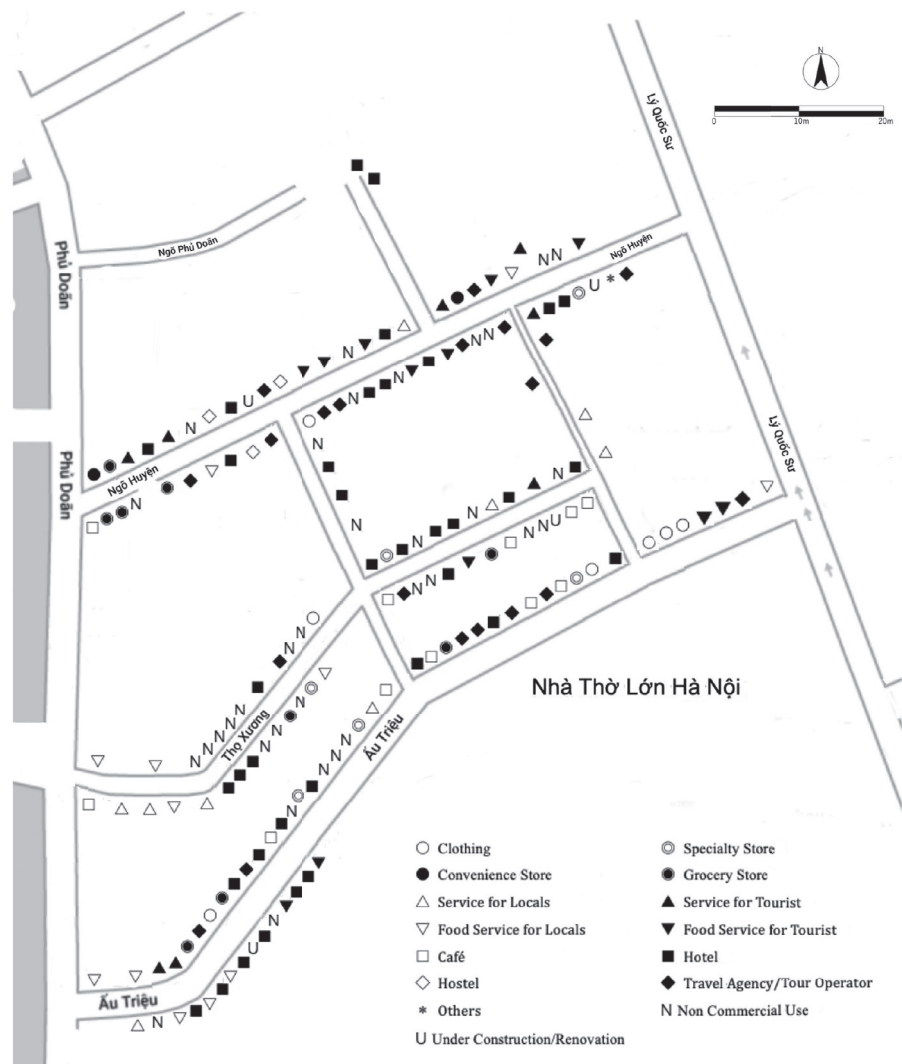 N
0
10m
20m
Lý Quốc Sư
Ngõ Phủ Doãn
Phủ Doãn
Ngõ Huyện
N N
U *
N
U
N
N N N N
Lý Quốc Sư
Phủ Doãn
N
Ngõ Huyện
N
N
N
N N N
N N U
N N
Nhà Thờ Lớn Hà Nội
N N
N
N
N N N N N
Thọ Xương
N
N
N N N
Ấu Triệu
N
N
U
N
Ấu Triệu
Clothing
Specialty Store
Convenience Store
Grocery Store
Service for Locals
Service for Tourist
Food Service for Locals
Food Service for Tourist
Café
Hotel
Hostel
Travel Agency/Tour Operator
* Others
N Non Commercial Use
U Under Construction/Renovation